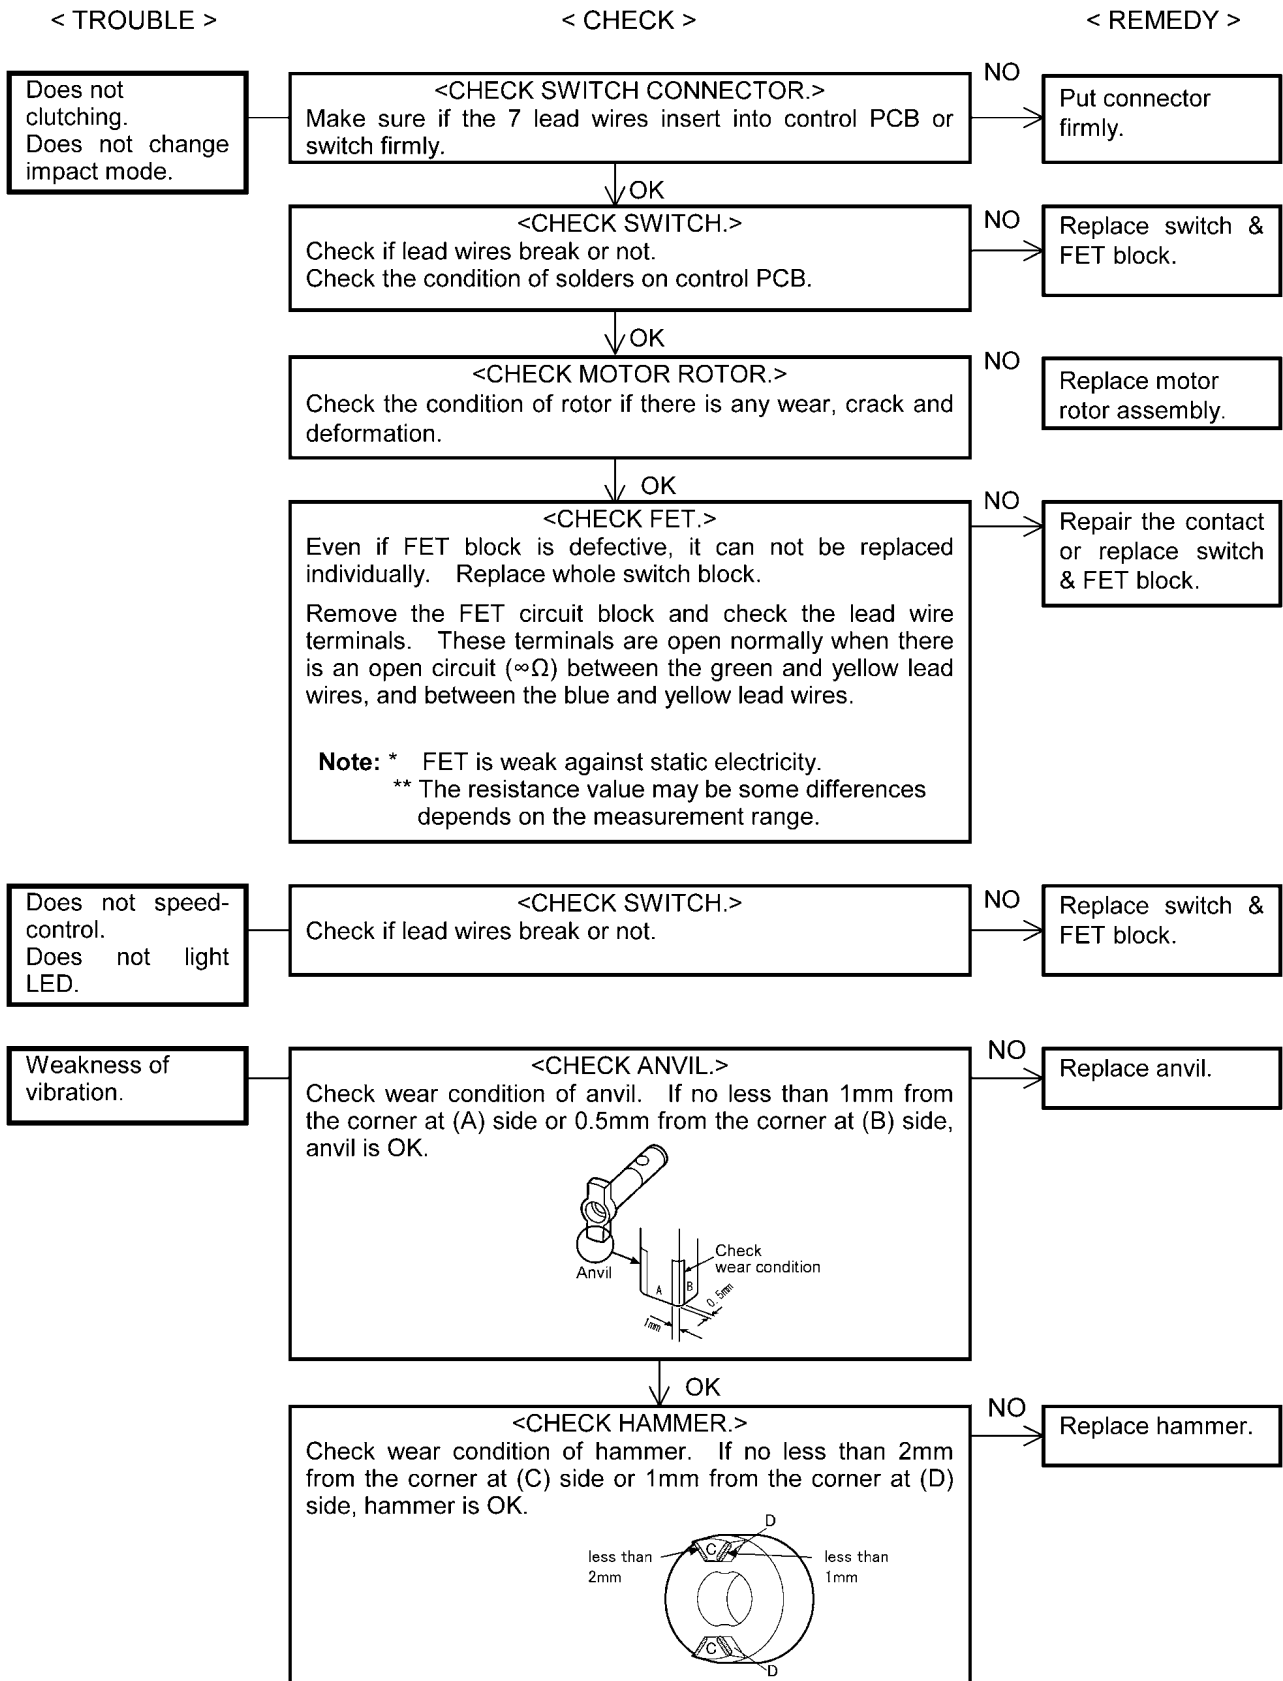 < TROUBLE >
< CHECK >
< REMEDY >
Does not
clutching.
Does not change
impact mode.
<CHECK SWITCH CONNECTOR.>
Make sure if the 7 lead wires insert into control PCB or
switch firmly.
NO
Put connector
firmly.
OK
<CHECK SWITCH.>
Check if lead wires break or not.
Check the condition of solders on control PCB.
NO
Replace switch &
FET block.
OK
<CHECK MOTOR ROTOR.>
Check the condition of rotor if there is any wear, crack and
deformation.
NO
Replace motor
rotor assembly.
OK
<CHECK FET.>
Even if FET block is defective, it can not be replaced
individually. Replace whole switch block.
Remove the FET circuit block and check the lead wire
terminals. These terminals are open normally when there
is an open circuit (∞Ω) between the green and yellow lead
wires, and between the blue and yellow lead wires.
Note: * FET is weak against static electricity.
** The resistance value may be some differences
depends on the measurement range.
NO
Repair the contact
or replace switch
& FET block.
Does not speed-
control.
Does not light
LED.
<CHECK SWITCH.>
Check if lead wires break or not.
NO
Replace switch &
FET block.
Weakness of
vibration.
<CHECK ANVIL.>
Check wear condition of anvil. If no less than 1mm from
the corner at (A) side or 0.5mm from the corner at (B) side,
anvil is OK.
Anvil
Check
wear condition
A
B
0.5mm
1mm
NO
Replace anvil.
OK
<CHECK HAMMER.>
Check wear condition of hammer. If no less than 2mm
from the corner at (C) side or 1mm from the corner at (D)
side, hammer is OK.
D
less than
2mm
C
less than
1mm
C
D
NO
Replace hammer.